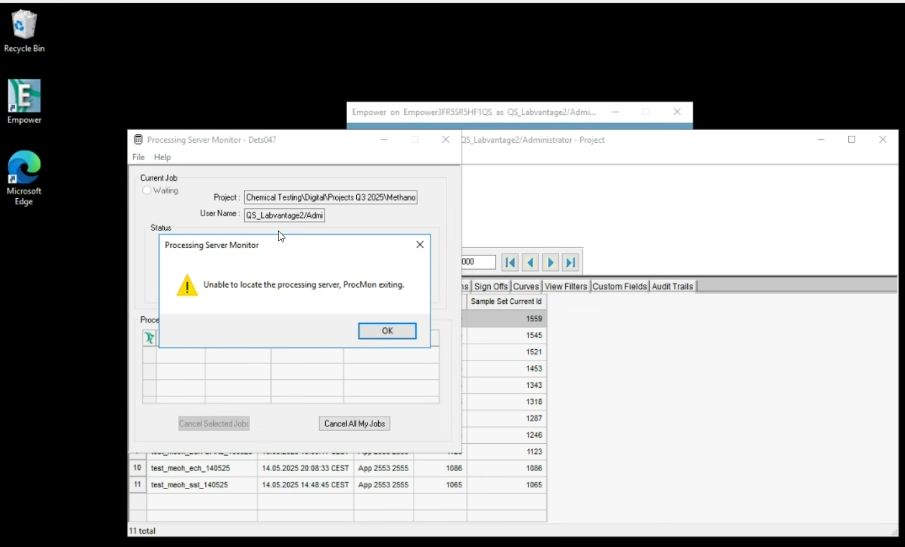 Recycle Bin
Empower
Microsoft
Edge
Empower on Empower3FR5SR5HF1QS as QS_Labvantage2/Admi...
Processing Server Monitor - Dets047
QS_Labvantage2/Administrator - Project
File Help
Current Job
Waiting
Project : Chemical Testing\Digital\Projects Q3 2025\Methano
User Name : QS_Labvantage2/Admi
Status
Processing Server Monitor
Unable to locate the processing server, ProcMon exiting.
OK
Proce
Cancel Selected Jobs
Cancel All My Jobs
000
ns Sign Offs Curves View Filters Custom Fields Audit Trails
Sample Set Current Id
1559
1545
1521
1453
1343
1318
1287
1246
1123
10 test_meoh_ech_140525 14.05.2025 20:08:33 CEST App 2553 2555 1086 1086
11 test_meoh_sst_140525 14.05.2025 14:48:45 CEST App 2553 2555 1065 1065
11 total